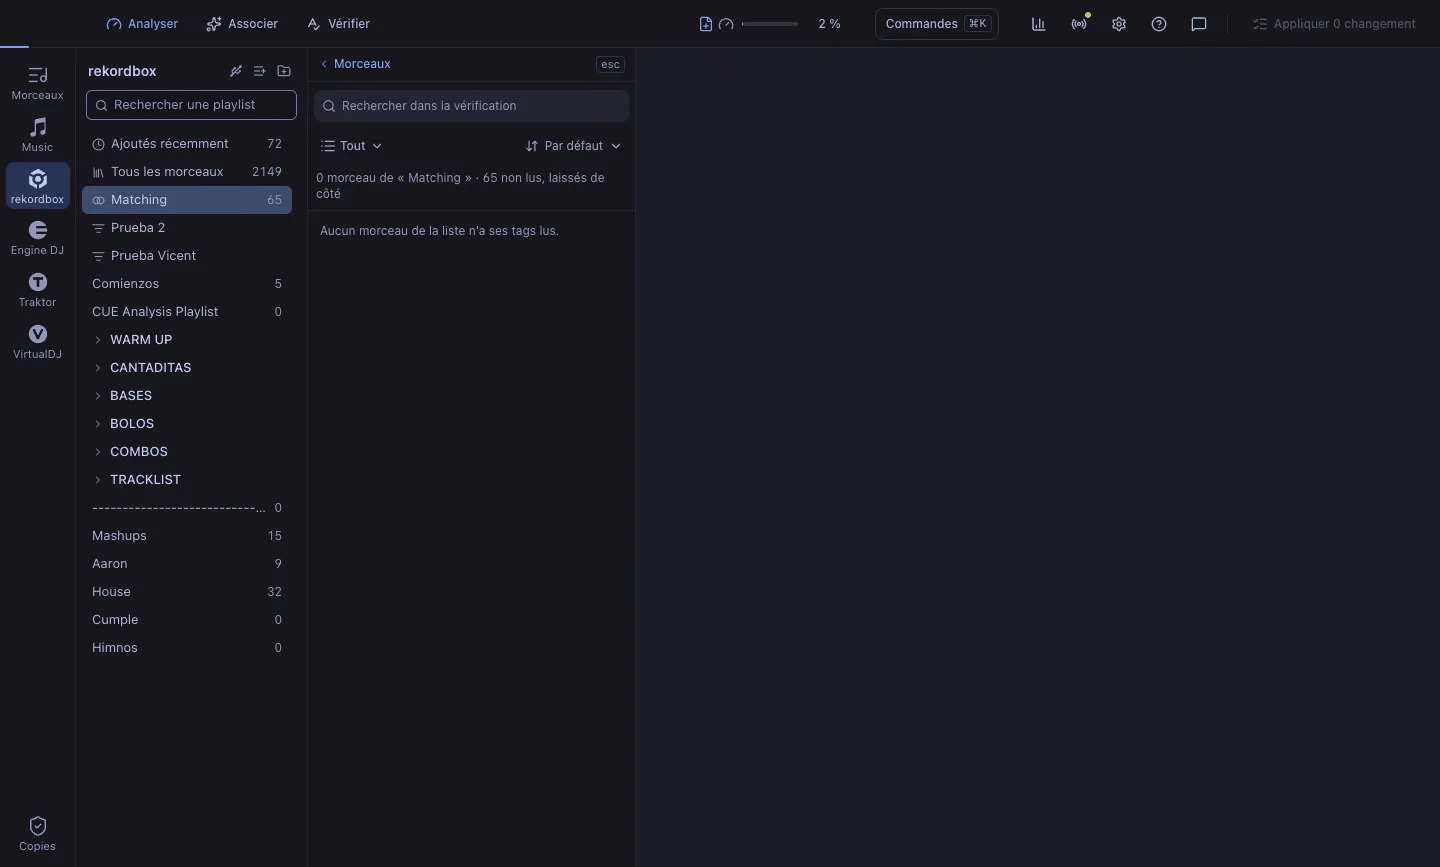 Analyser
Associer
Vérifier
2 %
Commandes ⌘K
Appliquer 0 changement
Morceaux
Music
rekordbox
Engine DJ
Traktor
VirtualDJ
Copies
rekordbox
Rechercher une playlist
Ajoutés récemment 72
Tous les morceaux 2149
Matching 65
Prueba 2
Prueba Vicent
Comienzos 5
CUE Analysis Playlist 0
WARM UP
CANTADITAS
BASES
BOLOS
COMBOS
TRACKLIST
---------------------------... 0
Mashups 15
Aaron 9
House 32
Cumple 0
Himnos 0
Morceaux esc
Rechercher dans la vérification
Tout Par défaut
0 morceau de « Matching » · 65 non lus, laissés de
côté
Aucun morceau de la liste n'a ses tags lus.